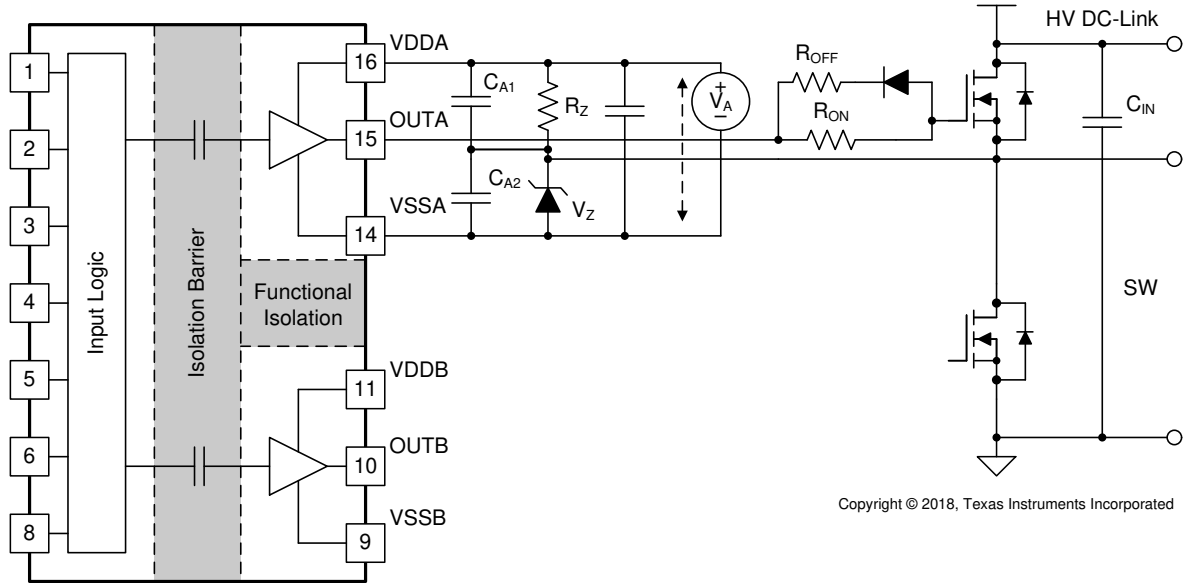 1
2
3
4
5
6
8
Input Logic
Isolation Barrier
Functional
Isolation
16
VDDA
15
OUTA
14
VSSA
11
VDDB
10
OUTB
9
VSSB
CA1
CA2
RZ
VZ
+
VA
−
ROFF
RON
HV DC-Link
CIN
SW
Copyright © 2018, Texas Instruments Incorporated